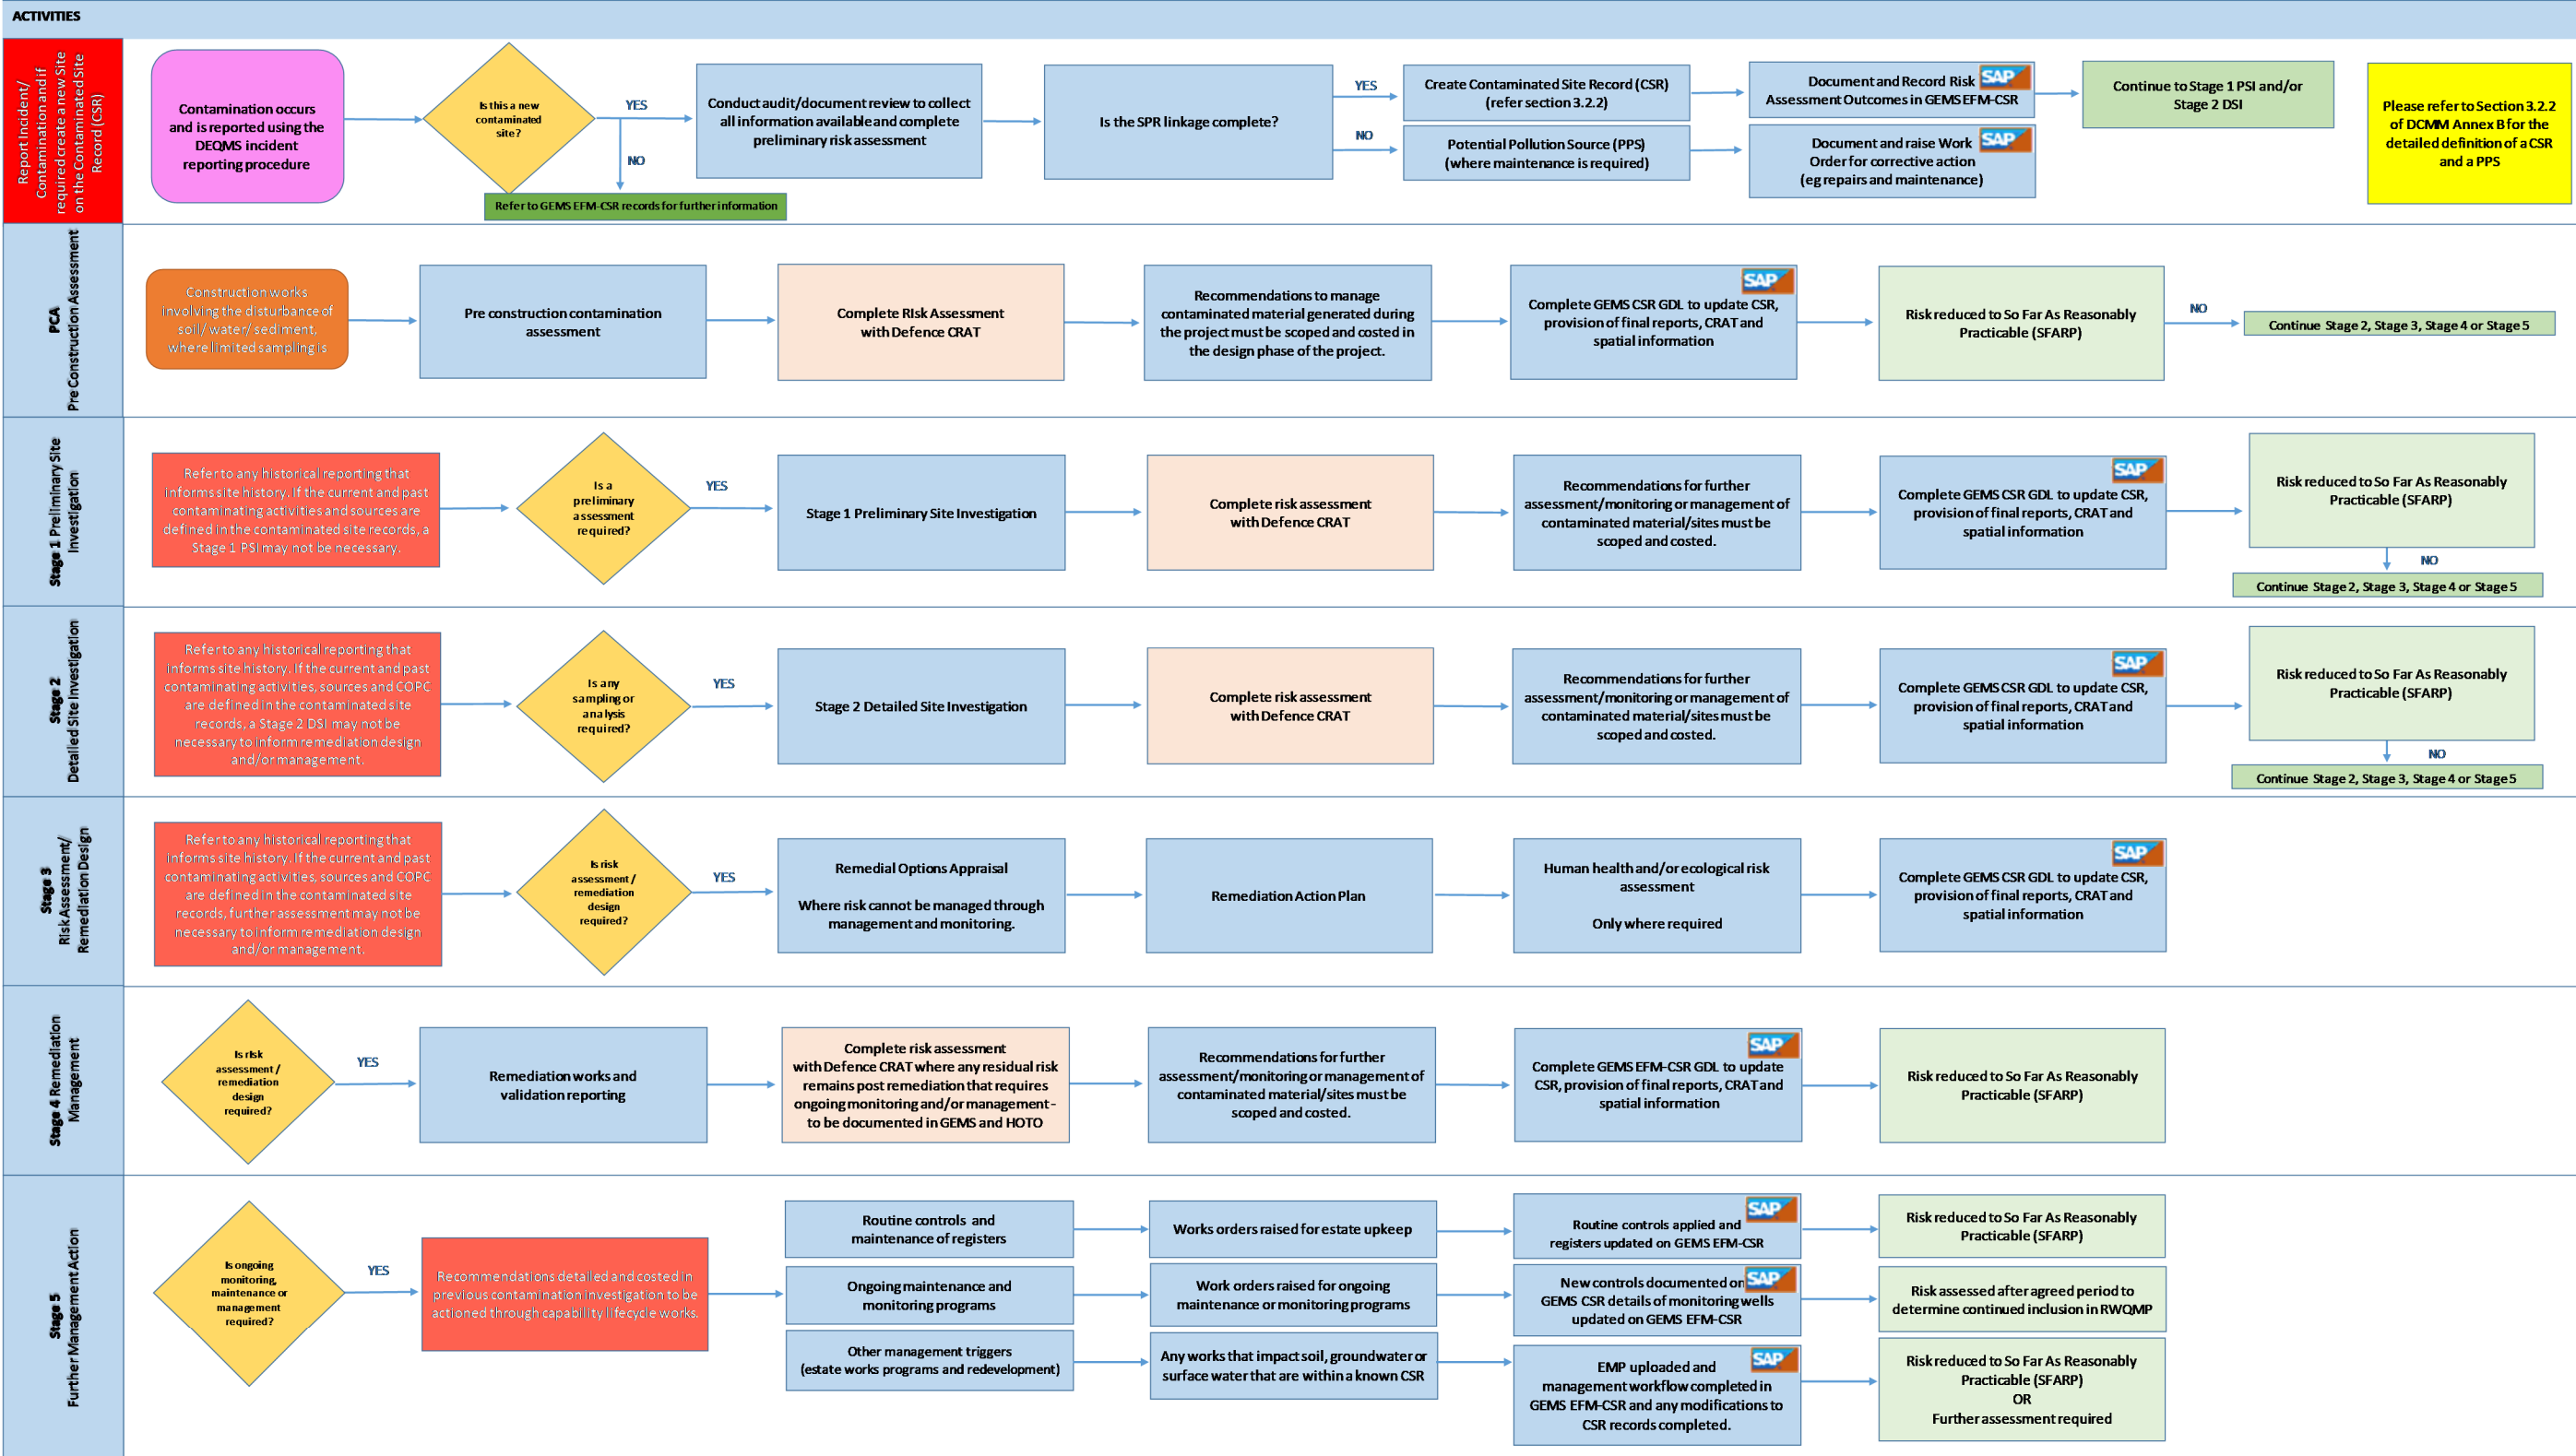 ACTIVITIES
Report Incident/
Contamination and if
required create a new Site
on the Contaminated Site
Record (CSR)
Contamination occurs
and is reported using the
DEQMS incident
reporting procedure
Is this a new
contaminated
site?
YES
NO
Refer to GEMS EFM-CSR records for further information
Conduct audit/document review to collect
all information available and complete
preliminary risk assessment
Is the SPR linkage complete?
YES
NO
Create Contaminated Site Record (CSR)
(refer section 3.2.2)
Potential Pollution Source (PPS)
(where maintenance is required)
SAP
Document and Record Risk
Assessment Outcomes in GEMS EFM-CSR
SAP
Document and raise Work
Order for corrective action
(eg repairs and maintenance)
Continue to Stage 1 PSI and/or
Stage 2 DSI
Please refer to Section 3.2.2
of DCMM Annex B for the
detailed definition of a CSR
and a PPS
PCA
Pre Construction Assessment
Construction works
involving the disturbance of
soil/ water/ sediment,
where limited sampling is
Pre construction contamination
assessment
Complete Risk Assessment
with Defence CRAT
Recommendations to manage
contaminated material generated during
the project must be scoped and costed in
the design phase of the project.
SAP
Complete GEMS CSR GDL to update CSR,
provision of final reports, CRAT and
spatial information
Risk reduced to So Far As Reasonably
Practicable (SFARP)
NO
Continue Stage 2, Stage 3, Stage 4 or Stage 5
Stage 1 Preliminary Site
Investigation
Refer to any historical reporting that
informs site history. If the current and past
contaminating activities and sources are
defined in the contaminated site records, a
Stage 1 PSI may not be necessary.
Is a
preliminary
assessment
required?
YES
Stage 1 Preliminary Site Investigation
Complete risk assessment
with Defence CRAT
Recommendations for further
assessment/monitoring or management of
contaminated material/sites must be
scoped and costed.
SAP
Complete GEMS CSR GDL to update CSR,
provision of final reports, CRAT and
spatial information
Risk reduced to So Far As Reasonably
Practicable (SFARP)
NO
Continue Stage 2, Stage 3, Stage 4 or Stage 5
Stage 2
Detailed Site Investigation
Refer to any historical reporting that
informs site history. If the current and past
contaminating activities, sources and COPC
are defined in the contaminated site
records, a Stage 2 DSI may not be
necessary to inform remediation design
and/or management.
Is any
sampling or
analysis
required?
YES
Stage 2 Detailed Site Investigation
Complete risk assessment
with Defence CRAT
Recommendations for further
assessment/monitoring or management of
contaminated material/sites must be
scoped and costed.
SAP
Complete GEMS CSR GDL to update CSR,
provision of final reports, CRAT and
spatial information
Risk reduced to So Far As Reasonably
Practicable (SFARP)
NO
Continue Stage 2, Stage 3, Stage 4 or Stage 5
Stage 3
Risk Assessment/
Remediation Design
Refer to any historical reporting that
informs site history. If the current and past
contaminating activities, sources and COPC
are defined in the contaminated site
records, further assessment may not be
necessary to inform remediation design
and/or management.
Is risk
assessment /
remediation
design
required?
YES
Remedial Options Appraisal
Where risk cannot be managed through
management and monitoring.
Remediation Action Plan
Human health and/or ecological risk
assessment
Only where required
SAP
Complete GEMS CSR GDL to update CSR,
provision of final reports, CRAT and
spatial information
Stage 4 Remediation
Management
Is risk
assessment /
remediation
design
required?
YES
Remediation works and
validation reporting
Complete risk assessment
with Defence CRAT where any residual risk
remains post remediation that requires
ongoing monitoring and/or management -
to be documented in GEMS and HOTO
Recommendations for further
assessment/monitoring or management of
contaminated material/sites must be
scoped and costed.
SAP
Complete GEMS EFM-CSR GDL to update
CSR, provision of final reports, CRAT and
spatial information
Risk reduced to So Far As Reasonably
Practicable (SFARP)
Stage 5
Further Management Action
Is ongoing
monitoring,
maintenance or
management
required?
YES
Recommendations detailed and costed in
previous contamination investigation to be
actioned through capability lifecycle works.
Routine controls and
maintenance of registers
Works orders raised for estate upkeep
SAP
Routine controls applied and
registers updated on GEMS EFM-CSR
Risk reduced to So Far As Reasonably
Practicable (SFARP)
Ongoing maintenance and
monitoring programs
Work orders raised for ongoing
maintenance or monitoring programs
SAP
New controls documented on
GEMS CSR details of monitoring wells
updated on GEMS EFM-CSR
Risk assessed after agreed period to
determine continued inclusion in RWQMP
Other management triggers
(estate works programs and redevelopment)
Any works that impact soil, groundwater or
surface water that are within a known CSR
SAP
EMP uploaded and
management workflow completed in
GEMS EFM-CSR and any modifications to
CSR records completed.
Risk reduced to So Far As Reasonably
Practicable (SFARP)
OR
Further assessment required